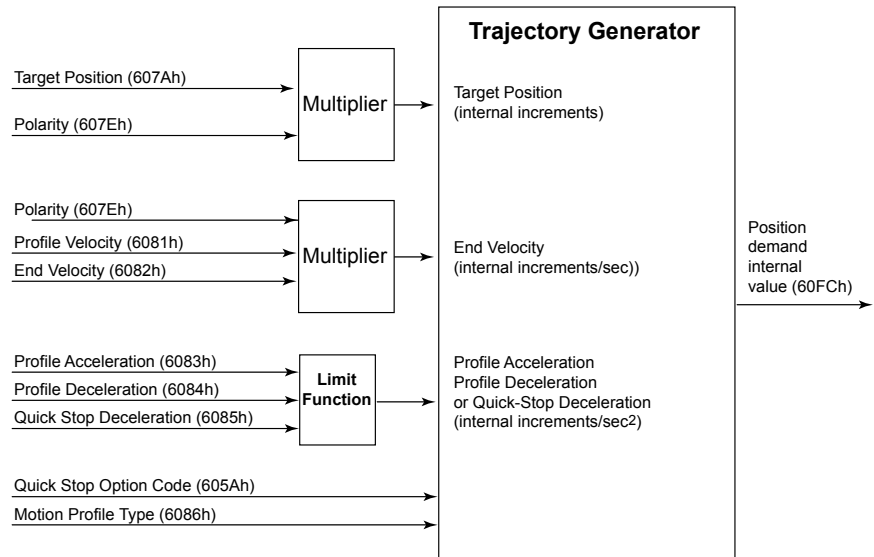 Trajectory Generator
Target Position (607Ah)
Polarity (607Eh)
Multiplier
Target Position
(internal increments)
Polarity (607Eh)
Profile Velocity (6081h)
End Velocity (6082h)
Multiplier
End Velocity
(internal increments/sec))
Position
demand
internal
value (60FCh)
Profile Acceleration (6083h)
Profile Deceleration (6084h)
Quick Stop Deceleration (6085h)
Limit
Function
Profile Acceleration
Profile Deceleration
or Quick-Stop Deceleration
(internal increments/sec2)
Quick Stop Option Code (605Ah)
Motion Profile Type (6086h)